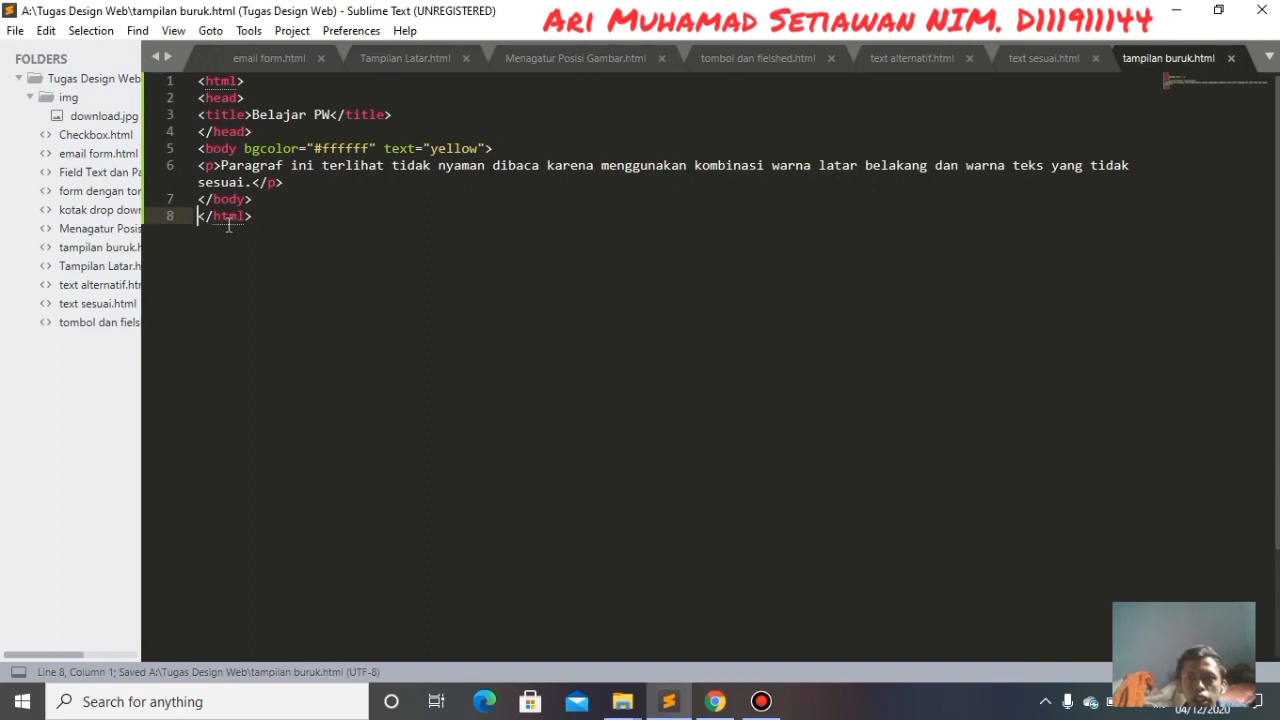 A:\Tugas Design Web\tampilan buruk.html (Tugas Design Web) - Sublime Text (UNREGISTERED)
Ari Muhamad Setiawan NIM. D111911144
File Edit Selection Find View Goto Tools Project Preferences Help
FOLDERS
Tugas Design Web
img
download.jpg
Checkbox.html
email form.html
Field Text dan Pa
form dengan tor
kotak drop down
Menagatur Posis
tampilan buruk.h
Tampilan Latar.h
text alternatif.htm
text sesuai.html
tombol dan fiels
email form.html Tampilan Latar.html Menagatur Posisi Gambar.html tombol dan fielshed.html text alternatif.html text sesuai.html tampilan buruk.html
1 <html>
2 <head>
3 <title>Belajar PW</title>
4 </head>
5 <body bgcolor="#ffffff" text="yellow">
6 <p>Paragraf ini terlihat tidak nyaman dibaca karena menggunakan kombinasi warna latar belakang dan warna teks yang tidak
sesuai.</p>
7 </body>
8 </html>
Line 8, Column 1; Saved A:\Tugas Design Web\tampilan buruk.html (UTF-8)
Search for anything
04/12/2020